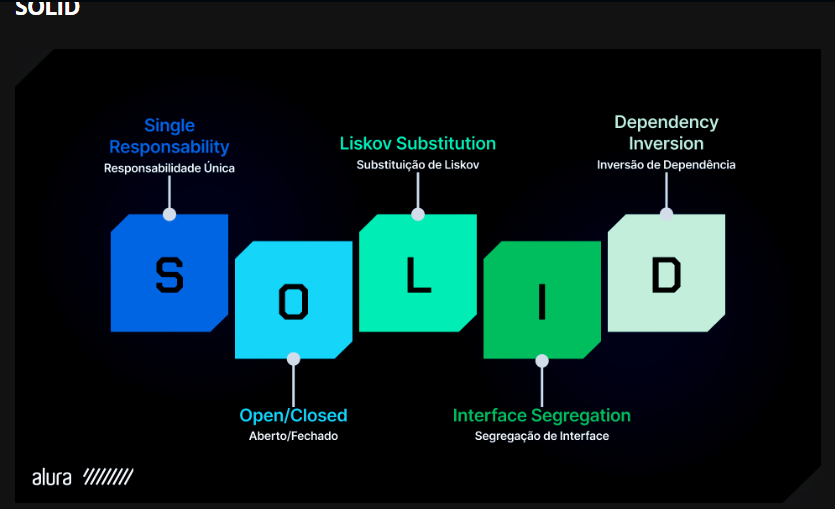 SOLID
Single
Responsability
Responsabilidade Única
Liskov Substitution
Substituição de Liskov
Dependency
Inversion
Inversão de Dependência
S
O
L
I
D
Open/Closed
Aberto/Fechado
Interface Segregation
Segregação de Interface
alura